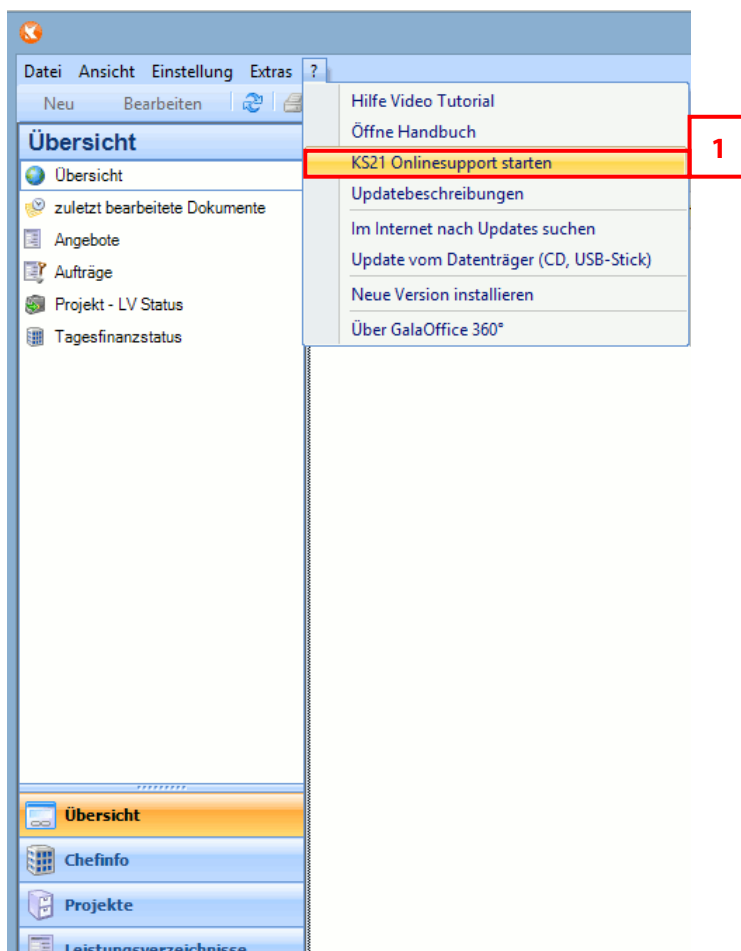 Datei Ansicht Einstellung Extras ?
Neu Bearbeiten
Hilfe Video Tutorial
Öffne Handbuch
KS21 Onlinesupport starten
1
Updatebeschreibungen
Im Internet nach Updates suchen
Update vom Datenträger (CD, USB-Stick)
Neue Version installieren
Über GalaOffice 360°
Übersicht
Übersicht
zuletzt bearbeitete Dokumente
Angebote
Aufträge
Projekt - LV Status
Tagesfinanzstatus
Übersicht
Chefinfo
Projekte
Leistungsverzeichnisse